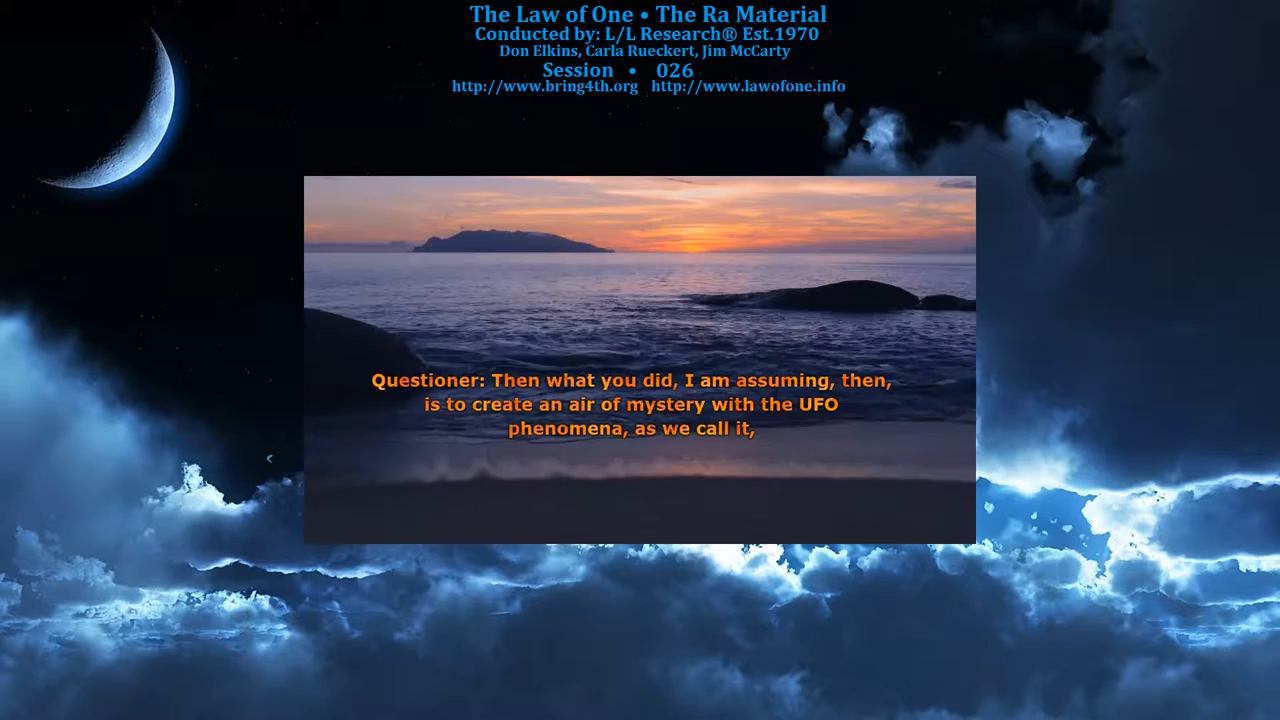 The Law of One • The Ra Material
Conducted by: L/L Research® Est.1970
Don Elkins, Carla Rueckert, Jim McCarty
Session • 026
http://www.bring4th.org http://www.lawofone.info
Questioner: Then what you did, I am assuming, then,
is to create an air of mystery with the UFO
phenomena, as we call it,